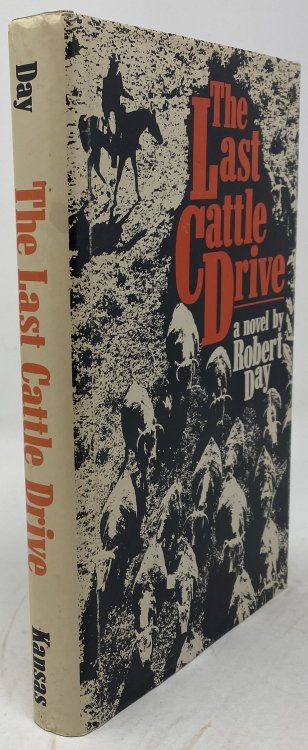 Day
The Last Cattle Drive
Kansas
The
Last
Cattle
Drive
a novel by
Robert
Day